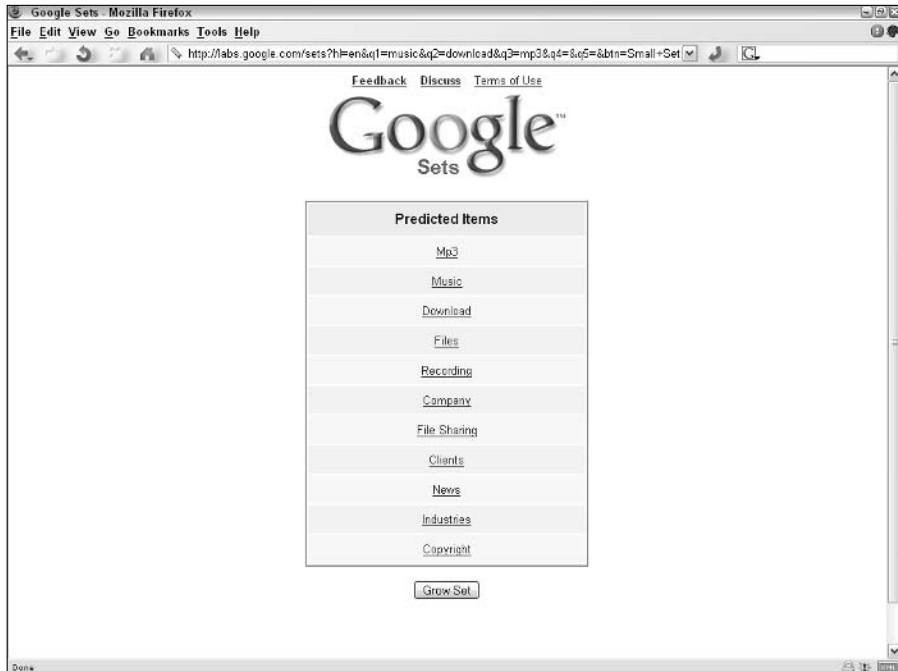 Google Sets - Mozilla Firefox
File Edit View Go Bookmarks Tools Help
http://labs.google.com/sets?hl=en&q1=music&q2=download&q3=mp3&q4=&q5=&btn=Small+Set
G
Feedback Discuss Terms of Use
Google™
Sets
Predicted Items
Mp3
Music
Download
Files
Recording
Company
File Sharing
Clients
News
Industries
Copyright
Grow Set
Done